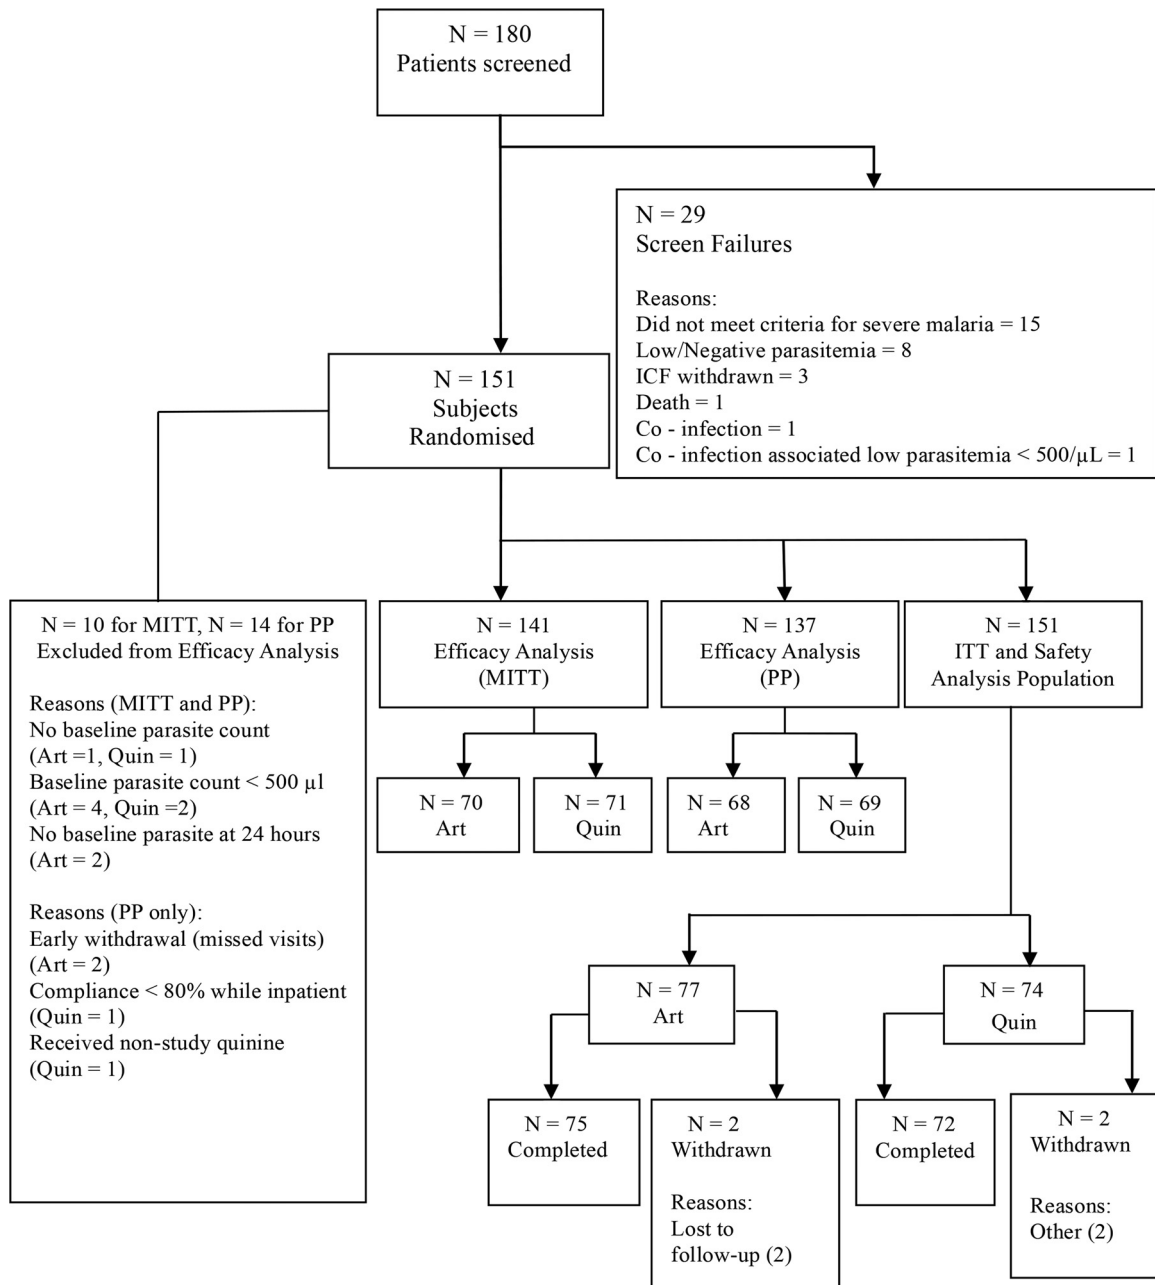 N = 180
Patients screened
N = 29
Screen Failures
Reasons:
Did not meet criteria for severe malaria = 15
Low/Negative parasitemia = 8
ICF withdrawn = 3
Death = 1
Co - infection = 1
Co - infection associated low parasitemia < 500/µL = 1
N = 151
Subjects
Randomised
N = 10 for MITT, N = 14 for PP
Excluded from Efficacy Analysis
Reasons (MITT and PP):
No baseline parasite count
(Art =1, Quin = 1)
Baseline parasite count < 500 µl
(Art = 4, Quin =2)
No baseline parasite at 24 hours
(Art = 2)
Reasons (PP only):
Early withdrawal (missed visits)
(Art = 2)
Compliance < 80% while inpatient
(Quin = 1)
Received non-study quinine
(Quin = 1)
N = 141
Efficacy Analysis
(MITT)
N = 137
Efficacy Analysis
(PP)
N = 151
ITT and Safety
Analysis Population
N = 70
Art
N = 71
Quin
N = 68
Art
N = 69
Quin
N = 77
Art
N = 74
Quin
N = 75
Completed
N = 2
Withdrawn
Reasons:
Lost to
follow-up (2)
N = 72
Completed
N = 2
Withdrawn
Reasons:
Other (2)